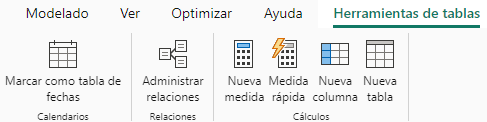 Modelado Ver Optimizar Ayuda Herramientas de tablas
Marcar como tabla de fechas
Administrar relaciones
Nueva medida
Medida rápida
Nueva columna
Nueva tabla
Calendarios Relaciones Cálculos